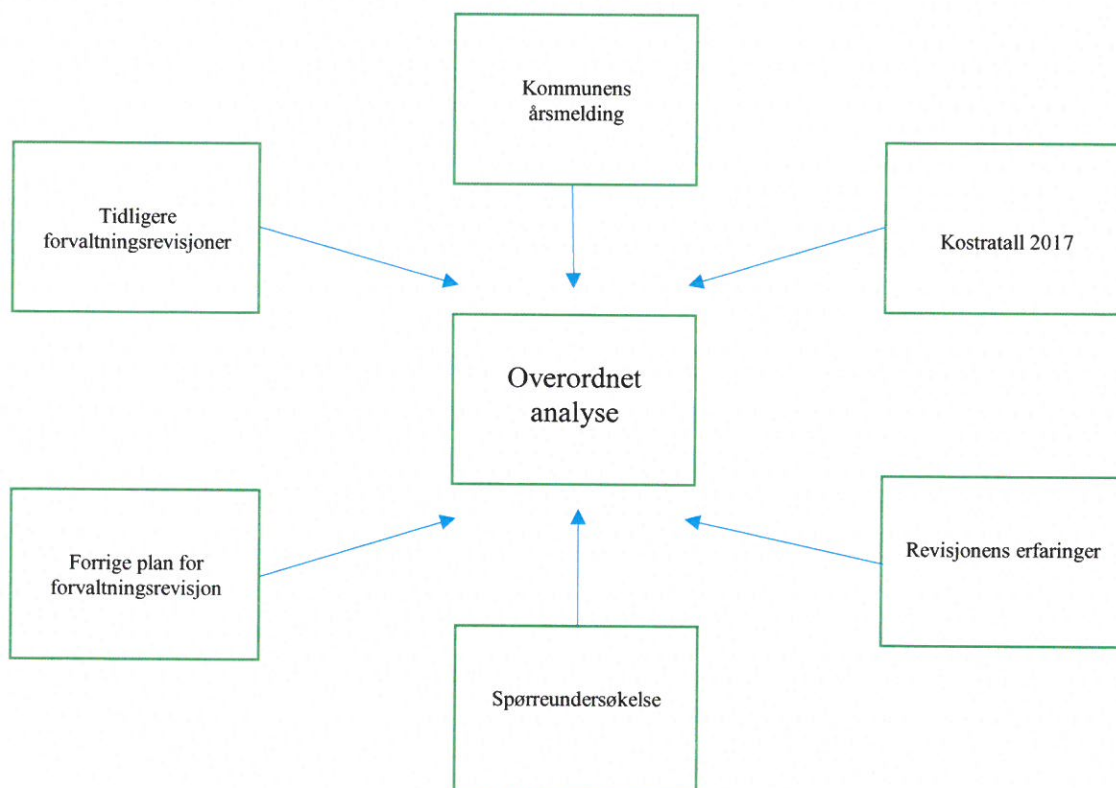 Kommunens
årsmelding
Tidligere
forvaltningsrevisjoner
Kostratall 2017
Overordnet
analyse
Forrige plan for
forvaltningsrevisjon
Revisjonens erfaringer
Spørreundersøkelse